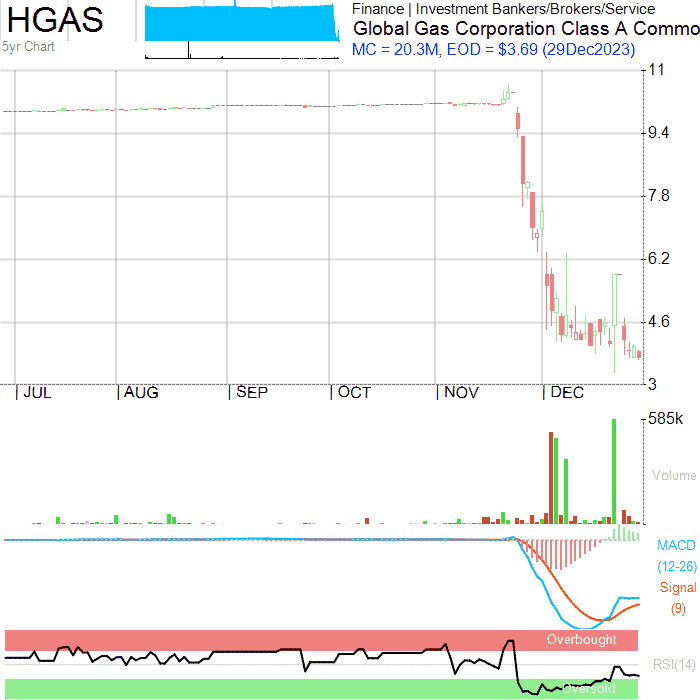 HGAS
5yr Chart
Finance | Investment Bankers/Brokers/Service
Global Gas Corporation Class A Commo
MC = 20.3M, EOD = $3.69 (29Dec2023)
11
9.4
7.8
6.2
4.6
3
JUL AUG SEP OCT NOV DEC
585k
Volume
MACD
(12-26)
Signal
(9)
Overbought
RSI(14)
Oversold